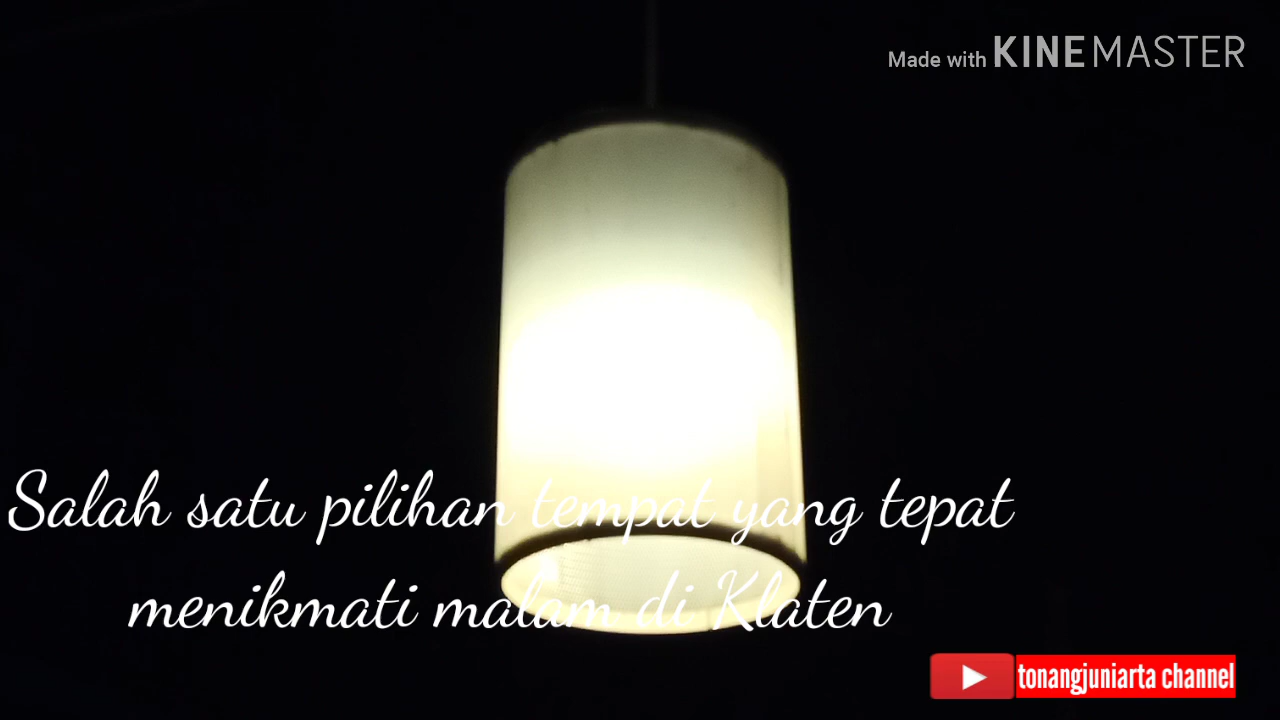 Made with KINEMASTER
Salah satu pilihan tempat yang tepat
menikmati malam di Klaten
tonangjuniarta channel